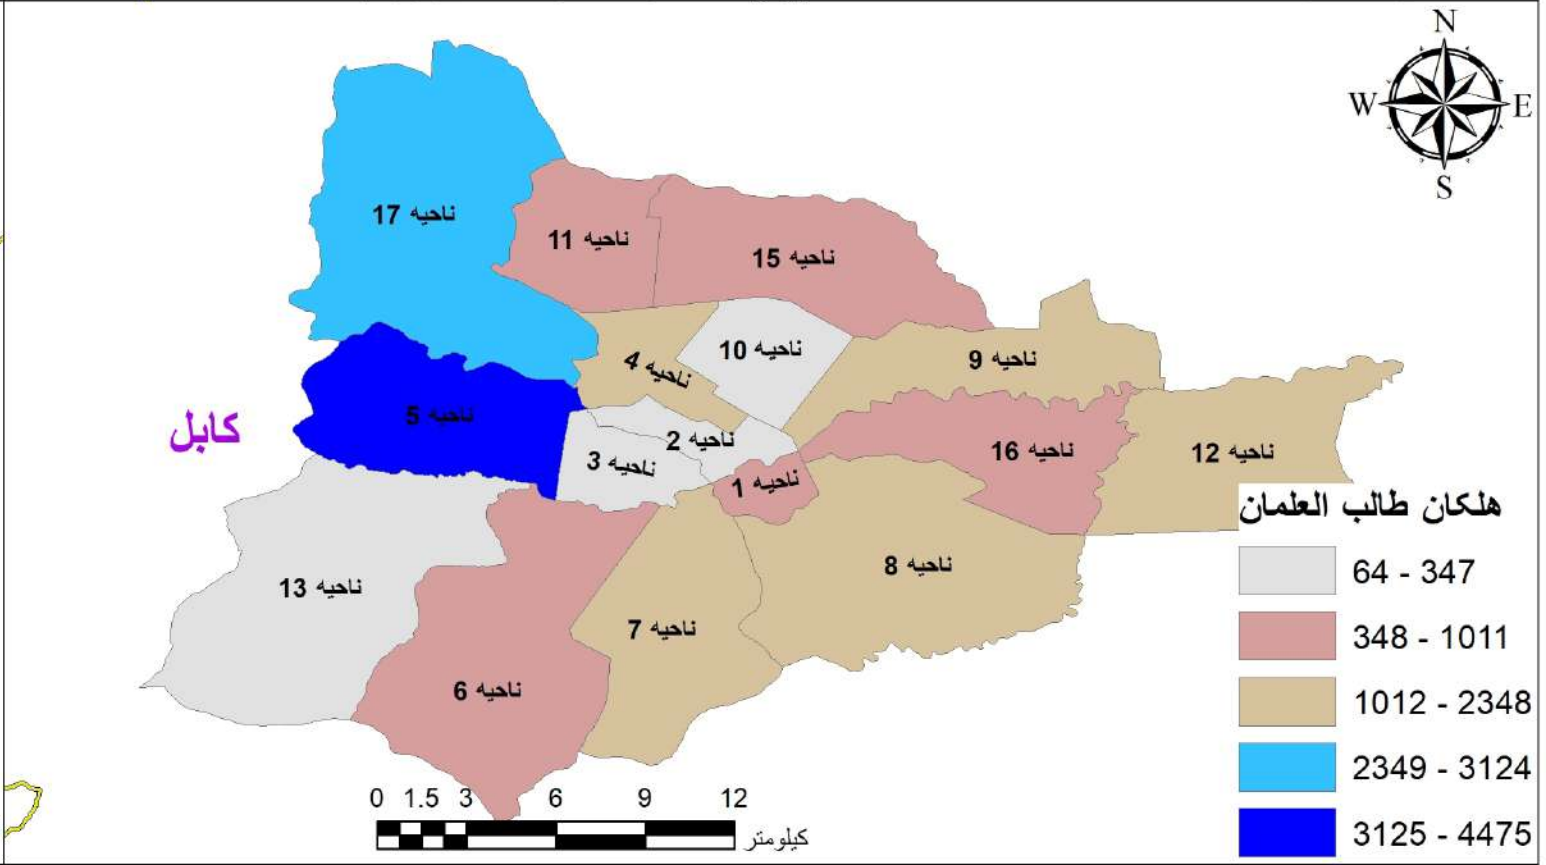 N
W E
S
ناحیه 17
ناحیه 11
ناحیه 15
ناحیه 10
ناحیه 4
ناحیه 9
ناحیه 5
کابل
ناحیه 2
ناحیه 3
ناحیه 16
ناحیه 12
ناحیه 1
ناحیه 8
ناحیه 13
ناحیه 7
ناحیه 6
هلکان طالب العلمان
64 - 347
348 - 1011
1012 - 2348
2349 - 3124
3125 - 4475
0 1.5 3 6 9 12
کیلومتر